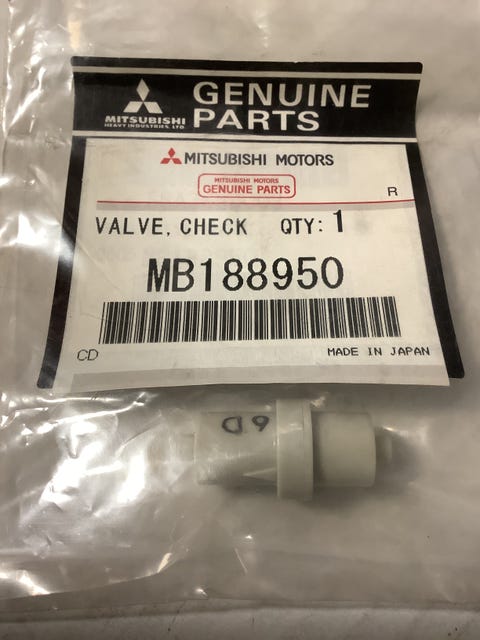 GENUINE
PARTS
MITSUBISHI
HEAVY INDUSTRIES, LTD.
MITSUBISHI MOTORS
MITSUBISHI MOTORS
GENUINE PARTS
R
VALVE, CHECK QTY: 1
MB188950
CD MADE IN JAPAN